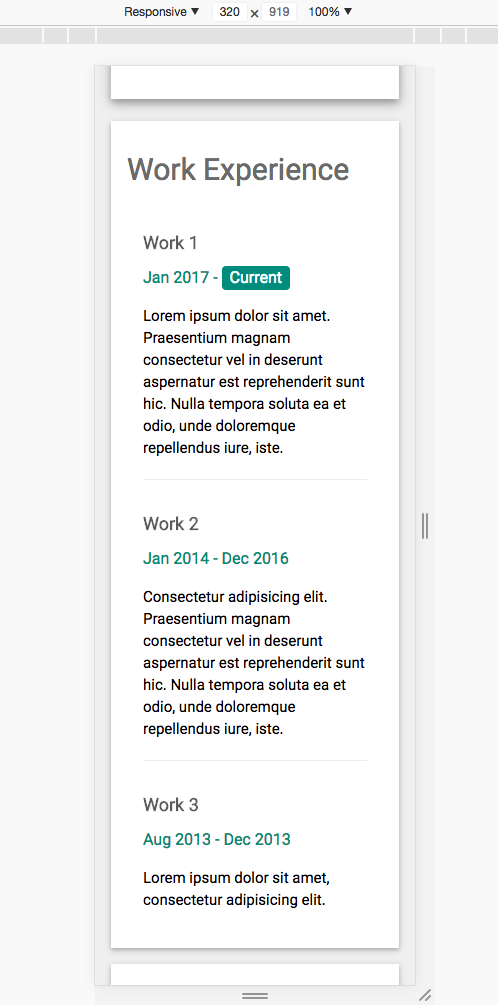 Responsive ▼ 320 × 919 100% ▼
Work Experience
Work 1
Jan 2017 - Current
Lorem ipsum dolor sit amet.
Praesentium magnam
consectetur vel in deserunt
aspernatur est reprehenderit sunt
hic. Nulla tempora soluta ea et
odio, unde doloremque
repellendus iure, iste.
Work 2
Jan 2014 - Dec 2016
Consectetur adipisicing elit.
Praesentium magnam
consectetur vel in deserunt
aspernatur est reprehenderit sunt
hic. Nulla tempora soluta ea et
odio, unde doloremque
repellendus iure, iste.
Work 3
Aug 2013 - Dec 2013
Lorem ipsum dolor sit amet,
consectetur adipisicing elit.